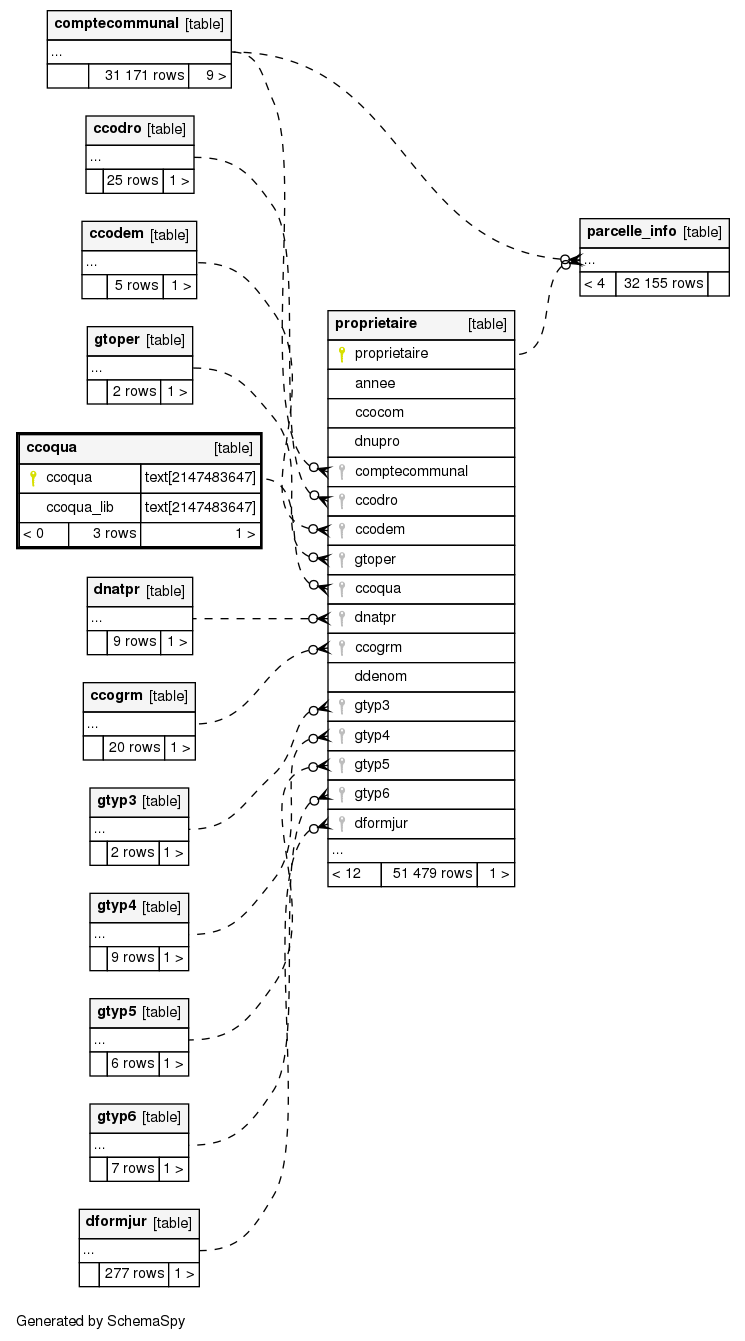 comptecommunal [table]
...
31 171 rows 9 >
ccodro [table]
...
25 rows 1 >
ccodem [table]
...
5 rows 1 >
gtoper [table]
...
2 rows 1 >
ccoqua [table]
ccoqua text[2147483647]
ccoqua_lib text[2147483647]
< 0 3 rows 1 >
dnatpr [table]
...
9 rows 1 >
ccogrm [table]
...
20 rows 1 >
gtyp3 [table]
...
2 rows 1 >
gtyp4 [table]
...
9 rows 1 >
gtyp5 [table]
...
6 rows 1 >
gtyp6 [table]
...
7 rows 1 >
dformjur [table]
...
277 rows 1 >
proprietaire [table]
proprietaire
annee
ccocom
dnupro
comptecommunal
ccodro
ccodem
gtoper
ccoqua
dnatpr
ccogrm
ddenom
gtyp3
gtyp4
gtyp5
gtyp6
dformjur
...
< 12 51 479 rows 1 >
parcelle_info [table]
...
< 4 32 155 rows
Generated by SchemaSpy